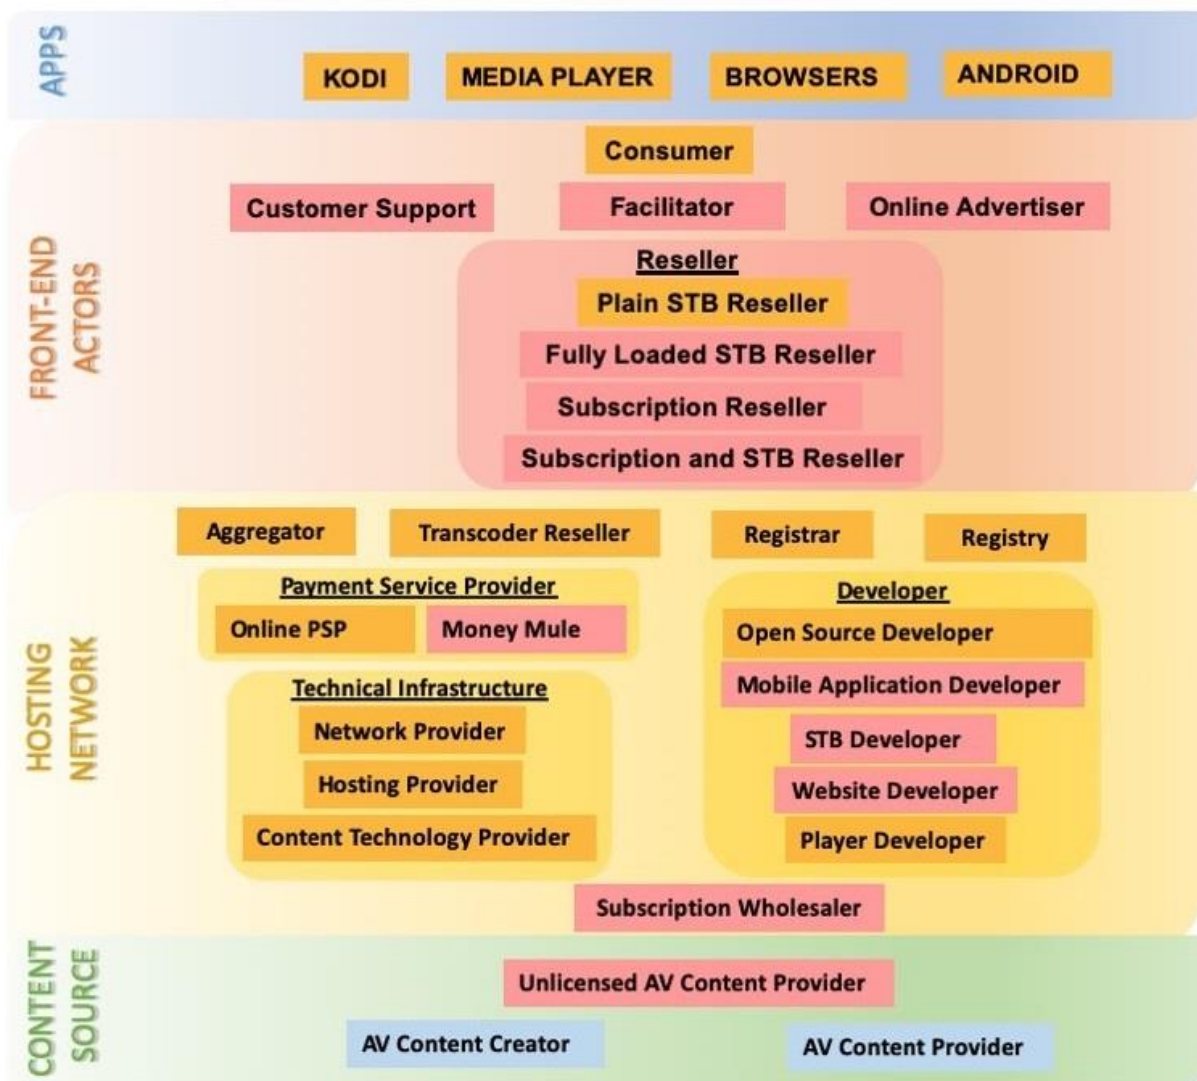 APPS
KODI
MEDIA PLAYER
BROWSERS
ANDROID
FRONT-END
ACTORS
Consumer
Customer Support
Facilitator
Online Advertiser
Reseller
Plain STB Reseller
Fully Loaded STB Reseller
Subscription Reseller
Subscription and STB Reseller
HOSTING
NETWORK
Aggregator
Transcoder Reseller
Registrar
Registry
Payment Service Provider
Online PSP
Money Mule
Technical Infrastructure
Network Provider
Hosting Provider
Content Technology Provider
Developer
Open Source Developer
Mobile Application Developer
STB Developer
Website Developer
Player Developer
Subscription Wholesaler
CONTENT
SOURCE
Unlicensed AV Content Provider
AV Content Creator
AV Content Provider